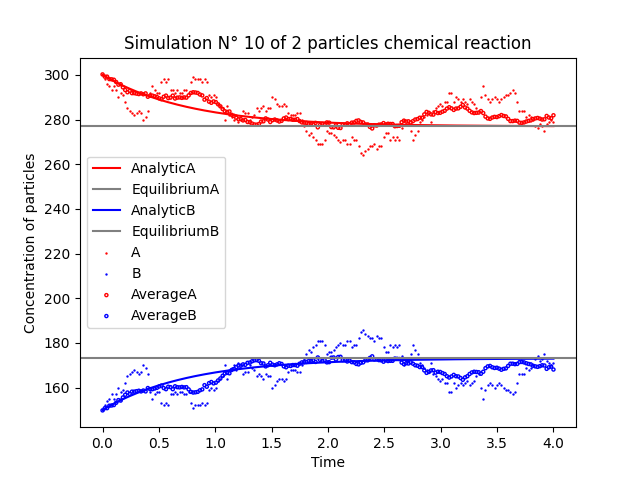 Simulation N° 10 of 2 particles chemical reaction
Concentration of particles
300
280
260
240
220
200
180
160
AnalyticA
EquilibriumA
AnalyticB
EquilibriumB
A
B
AverageA
AverageB
0.0 0.5 1.0 1.5 2.0 2.5 3.0 3.5 4.0
Time